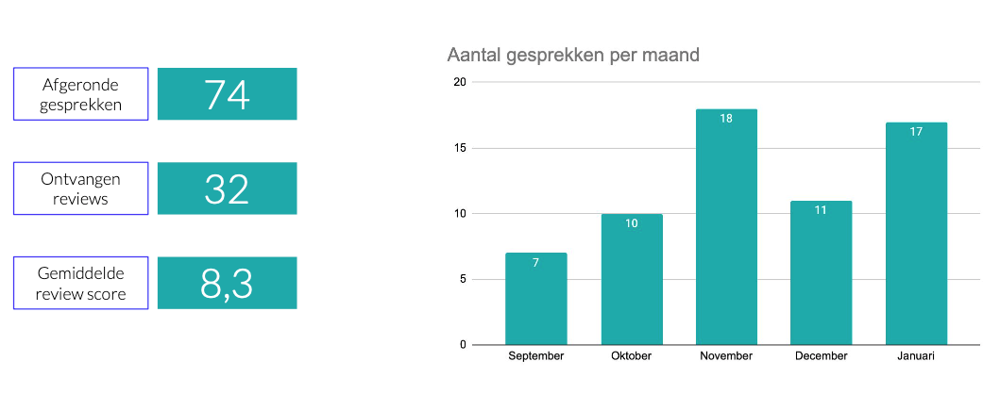 Afgeronde
gesprekken
74
Ontvangen
reviews
32
Gemiddelde
review score
8,3
Aantal gesprekken per maand
20
15
10
5
0
7
10
18
11
17
September
Oktober
November
December
Januari